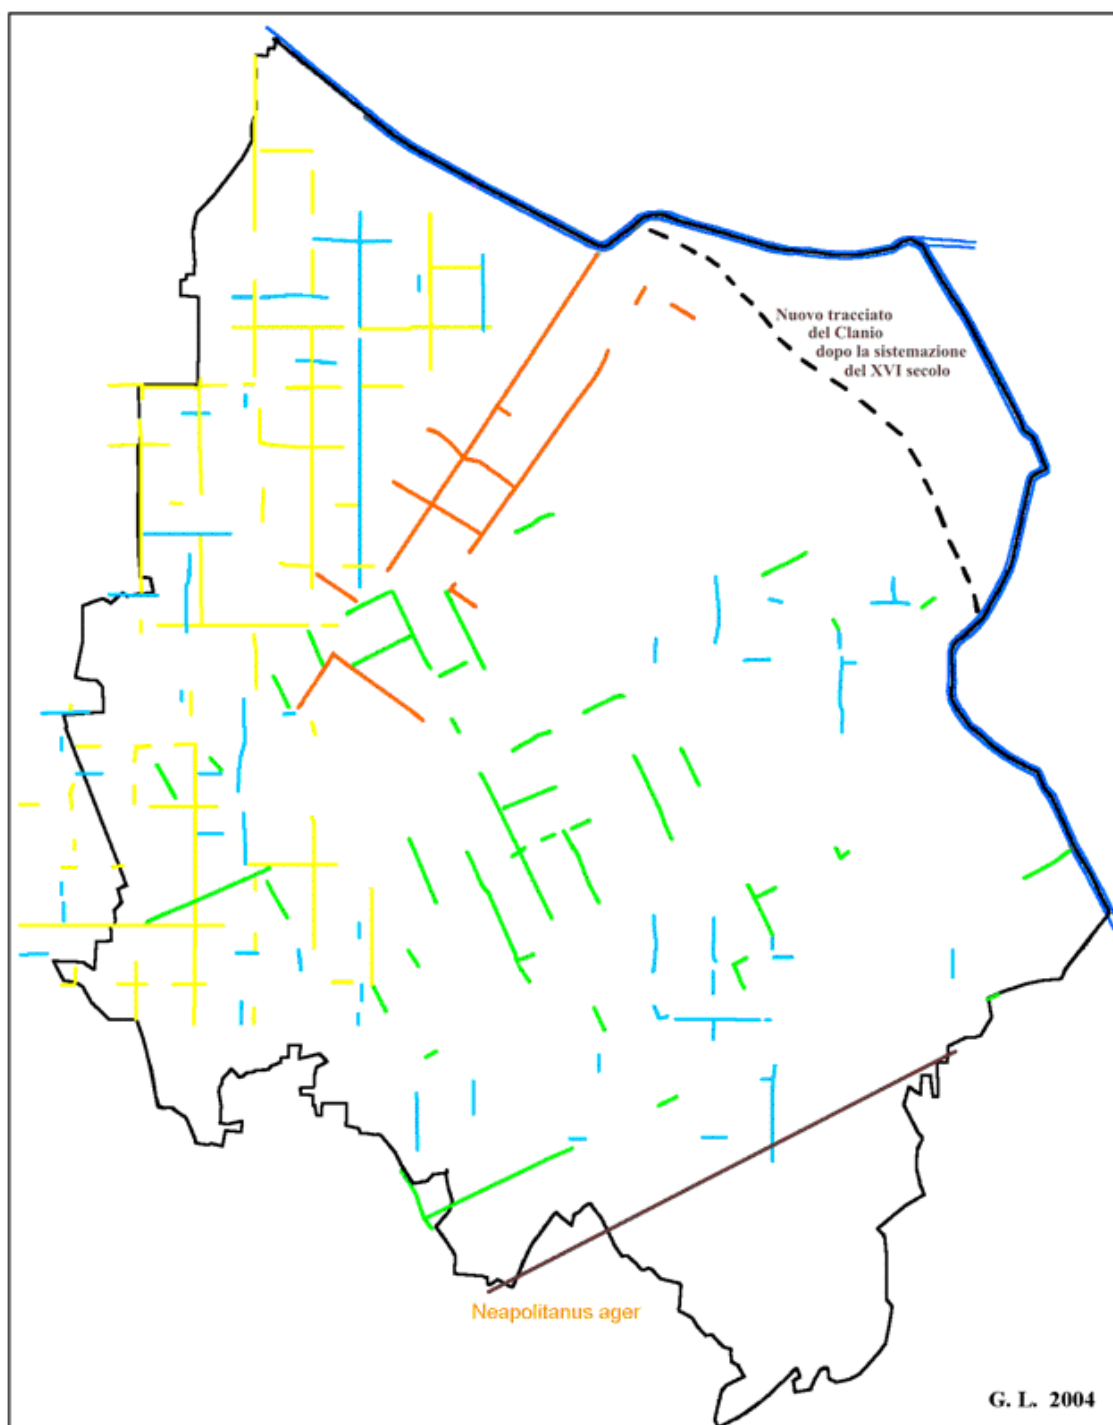 Nuovo tracciato
del Clanio
dopo la sistemazione
del XVI secolo
Neapolitanus ager
G. L. 2004